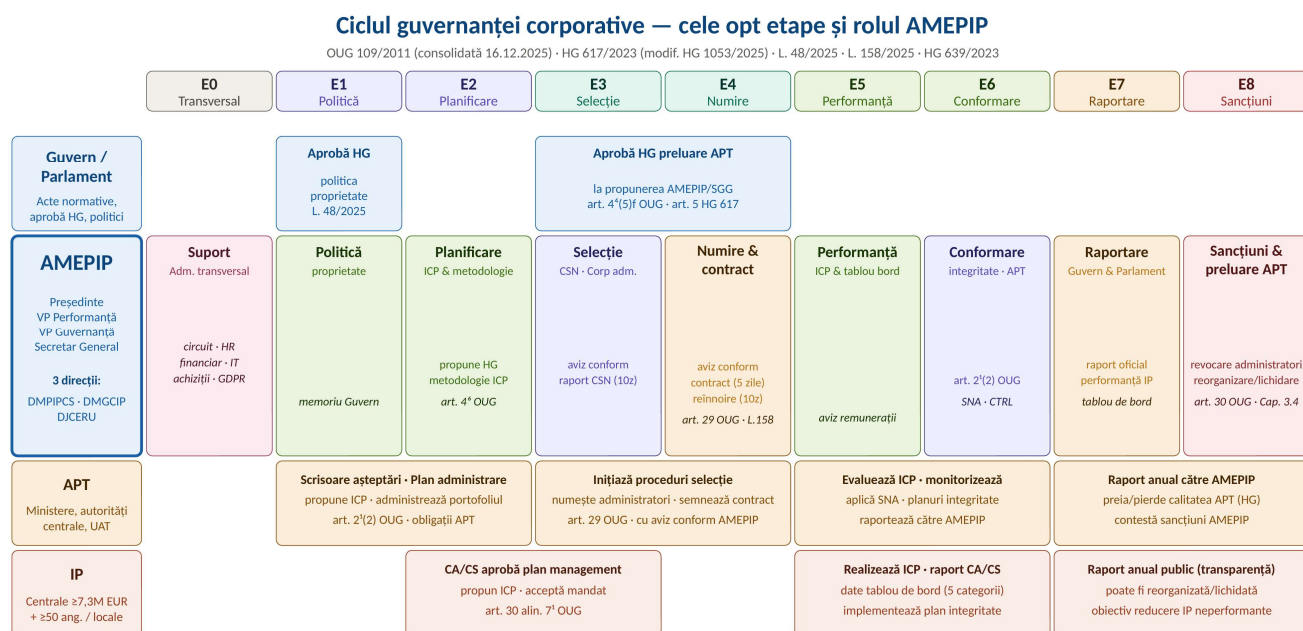 Ciclul guvernanței corporative — cele opt etape și rolul AMEPIP
OUG 109/2011 (consolidată 16.12.2025) · HG 617/2023 (modif. HG 1053/2025) · L. 48/2025 · L. 158/2025 · HG 639/2023
E0
Transversal
E1
Politică
E2
Planificare
E3
Selecție
E4
Numire
E5
Performanță
E6
Conformare
E7
Raportare
E8
Sancțiuni
Guvern /
Parlament
Acte normative,
aprobă HG, politici
Aprobă HG
politica
proprietate
L. 48/2025
Aprobă HG preluare APT
la propunerea AMEPIP/SGG
art. 4⁴(5)f OUG · art. 5 HG 617
AMEPIP
Președinte
VP Performanță
VP Guvernanță
Secretar General
3 direcții:
DMPIPCS · DMGCIP
DJCERU
Suport
Adm. transversal
circuit · HR
financiar · IT
achiziții · GDPR
Politică
proprietate
memoriu Guvern
Planificare
ICP & metodologie
propune HG
metodologie ICP
art. 4⁶ OUG
Selecție
CSN · Corp adm.
aviz conform
raport CSN (10z)
Numire &
contract
aviz conform
contract (5 zile)
reînnoire (10z)
art. 29 OUG · L.158
Performanță
ICP & tablou bord
aviz remunerații
Conformare
integritate · APT
art. 2¹(2) OUG
SNA · CTRL
Raportare
Guvern & Parlament
raport oficial
performanță IP
tablou de bord
Sancțiuni &
preluare APT
revocare administratori
reorganizare/lichidare
art. 30 OUG · Cap. 3.4
APT
Ministere, autorități
centrale, UAT
Scrisoare așteptări · Plan administrare
propune ICP · administrează portofoliul
art. 2¹(2) OUG · obligații APT
Inițiază proceduri selecție
numește administratori · semnează contract
art. 29 OUG · cu aviz conform AMEPIP
Evaluează ICP · monitorizează
aplică SNA · planuri integritate
raportează către AMEPIP
Raport anual către AMEPIP
preia/pierde calitatea APT (HG)
contestă sancțiuni AMEPIP
IP
Centrale ≥7,3M EUR
+ ≥50 ang. / locale
CA/CS aprobă plan management
propun ICP · acceptă mandat
art. 30 alin. 7¹ OUG
Realizează ICP · raport CA/CS
date tablou de bord (5 categorii)
implementează plan integritate
Raport anual public (transparență)
poate fi reorganizată/lichidată
obiectiv reducere IP neperformante